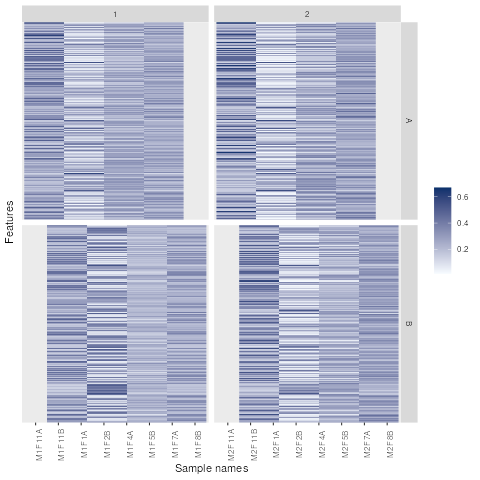 1
2
A
B
Features
0.6
0.4
0.2
M1F11A
M1F11B
M1F1A
M1F2B
M1F4A
M1F5B
M1F7A
M1F8B
M2F11A
M2F11B
M2F1A
M2F2B
M2F4A
M2F5B
M2F7A
M2F8B
Sample names